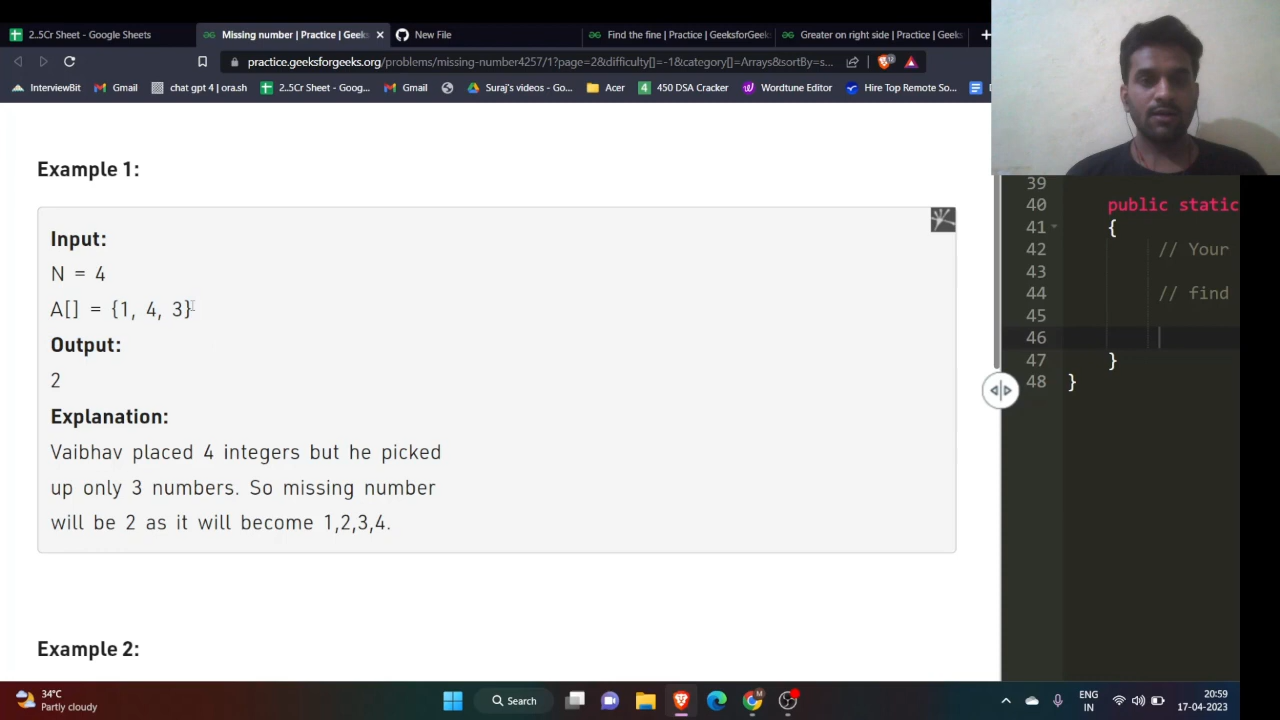 2..5Cr Sheet - Google Sheets
Missing number | Practice | Geeks
New File
Find the fine | Practice | GeeksforGeek
Greater on right side | Practice | Geeks
practice.geeksforgeeks.org/problems/missing-number4257/1?page=2&difficulty[]=-1&category[]=Arrays&sortBy=s...
InterviewBit
Gmail
chat gpt 4 | ora.sh
2..5Cr Sheet - Goog...
Gmail
Suraj's videos - Go...
Acer
450 DSA Cracker
Wordtune Editor
Hire Top Remote So...
Example 1:
Input:
N = 4
A[] = {1, 4, 3}
Output:
2
Explanation:
Vaibhav placed 4 integers but he picked
up only 3 numbers. So missing number
will be 2 as it will become 1,2,3,4.
Example 2:
39
40 public static
41 {
42 // Your
43
44 // find
45
46
47 }
48 }
34°C
Partly cloudy
Search
ENG
IN
20:59
17-04-2023